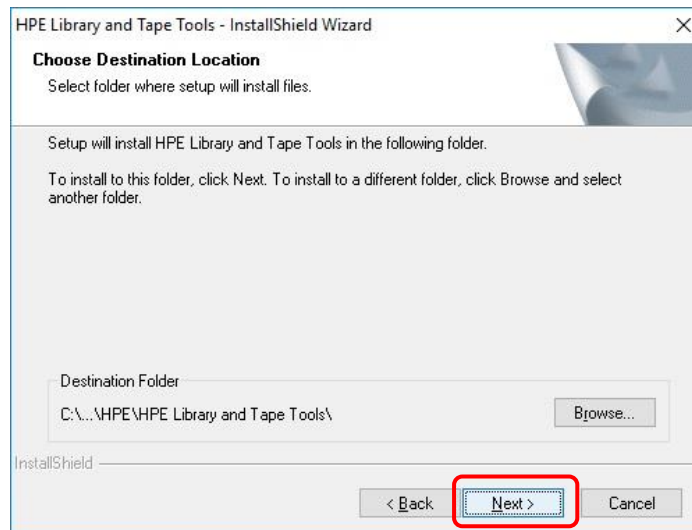 HPE Library and Tape Tools - InstallShield Wizard
Choose Destination Location
Select folder where setup will install files.
Setup will install HPE Library and Tape Tools in the following folder.
To install to this folder, click Next. To install to a different folder, click Browse and select
another folder.
Destination Folder
C:\...\HPE\HPE Library and Tape Tools\
Browse...
InstallShield
< Back
Next >
Cancel